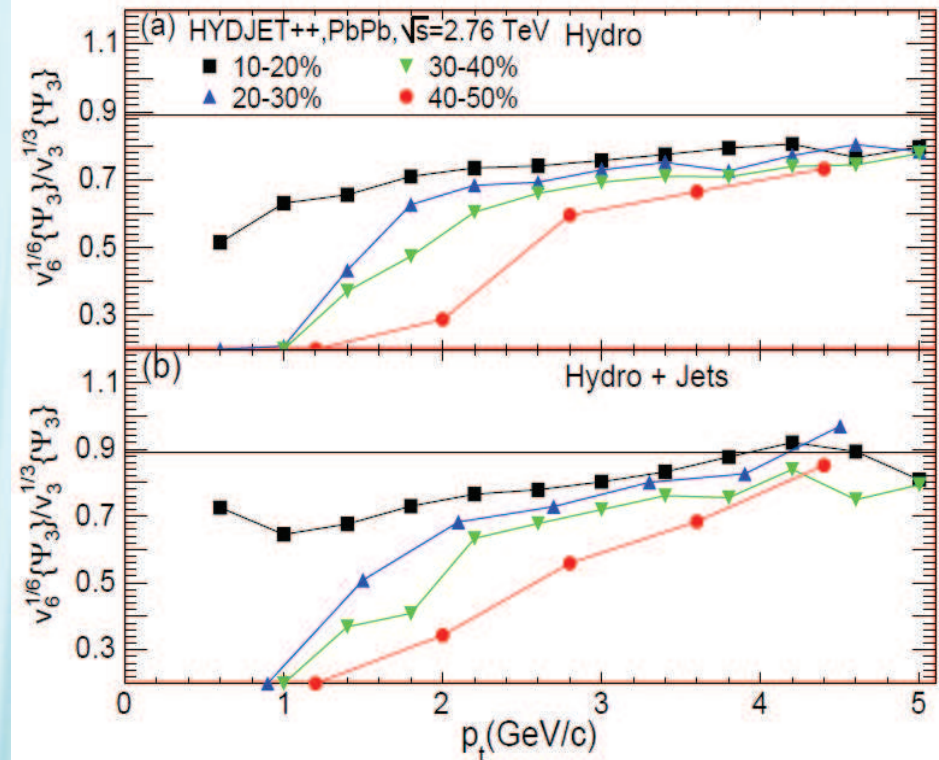 (a) HYDJET++,PbPb,√s=2.76 TeV Hydro
10-20% 30-40%
20-30% 40-50%
1.1
0.9
0.7
0.5
0.3
v₆^{1/6}{Ψ₃}/v₃^{1/3}{Ψ₃}
(b) Hydro + Jets
1.1
0.9
0.7
0.5
0.3
v₆^{1/6}{Ψ₃}/v₃^{1/3}{Ψ₃}
0 1 2 3 4 5
pₜ(GeV/c)